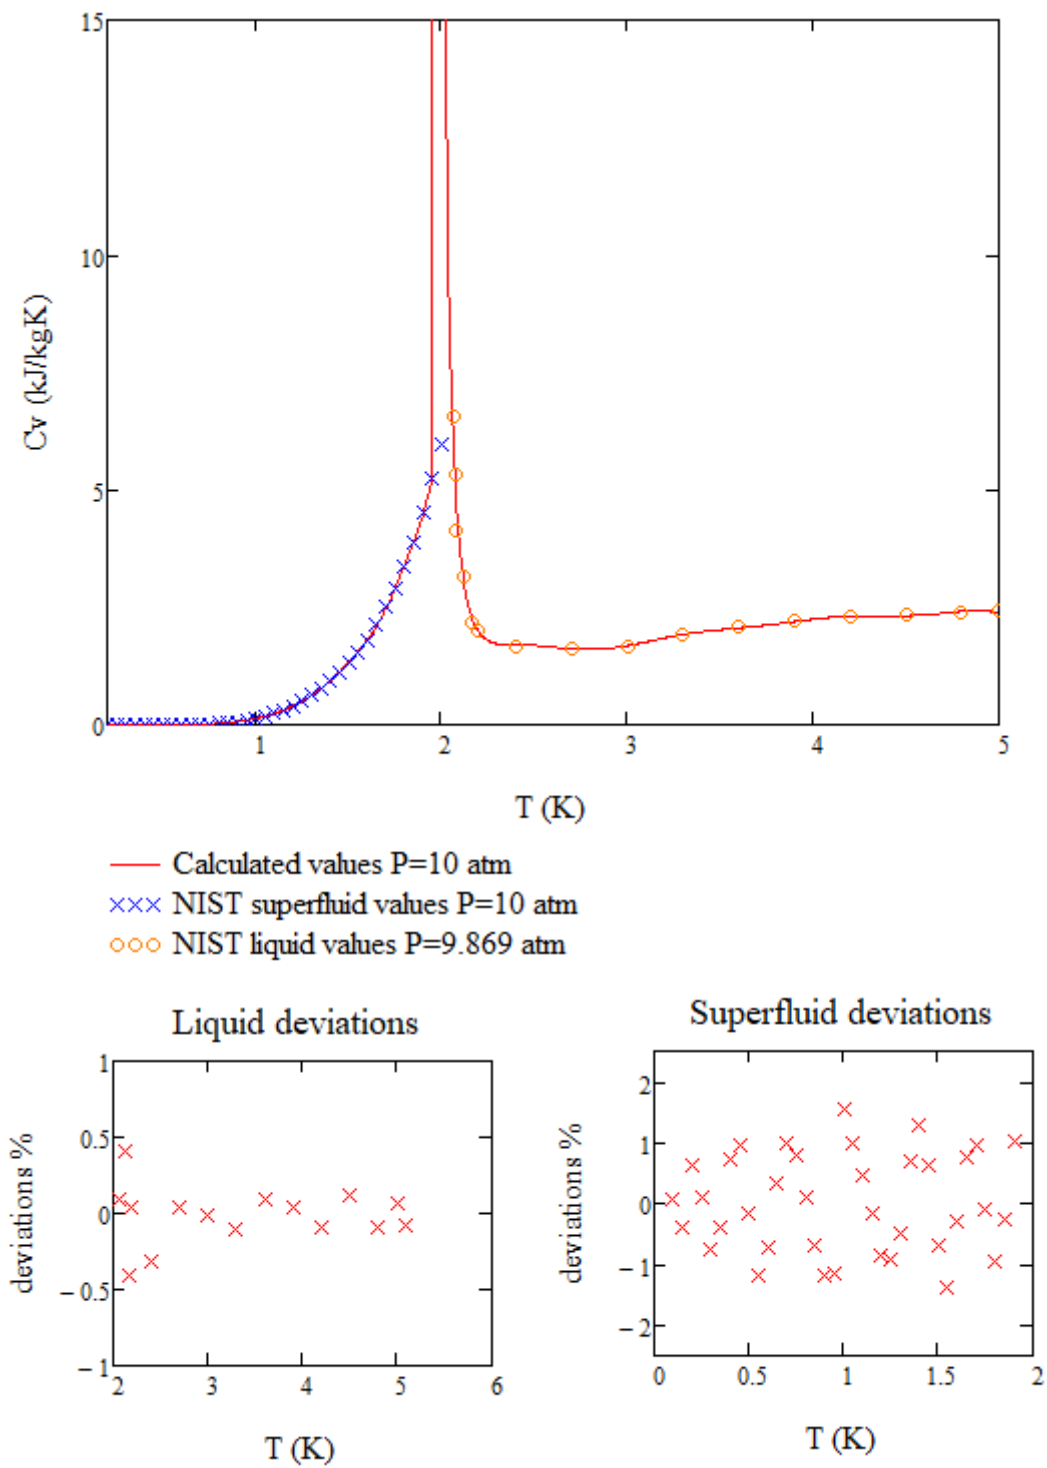 15
10
5
0
Cv (kJ/kgK)
1 2 3 4 5
T (K)
Calculated values P=10 atm
NIST superfluid values P=10 atm
NIST liquid values P=9.869 atm
Liquid deviations
1
0.5
0
− 0.5
− 1
deviations %
2 3 4 5 6
T (K)
Superfluid deviations
2
1
0
− 1
− 2
deviations %
0 0.5 1 1.5 2
T (K)